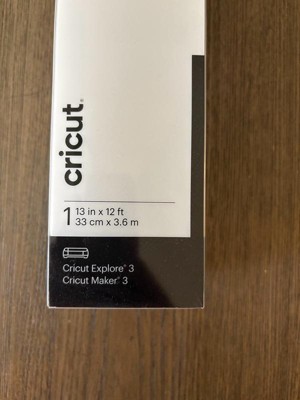 cricut®
1 13 in x 12 ft
33 cm x 3.6 m
Cricut Explore® 3
Cricut Maker® 3